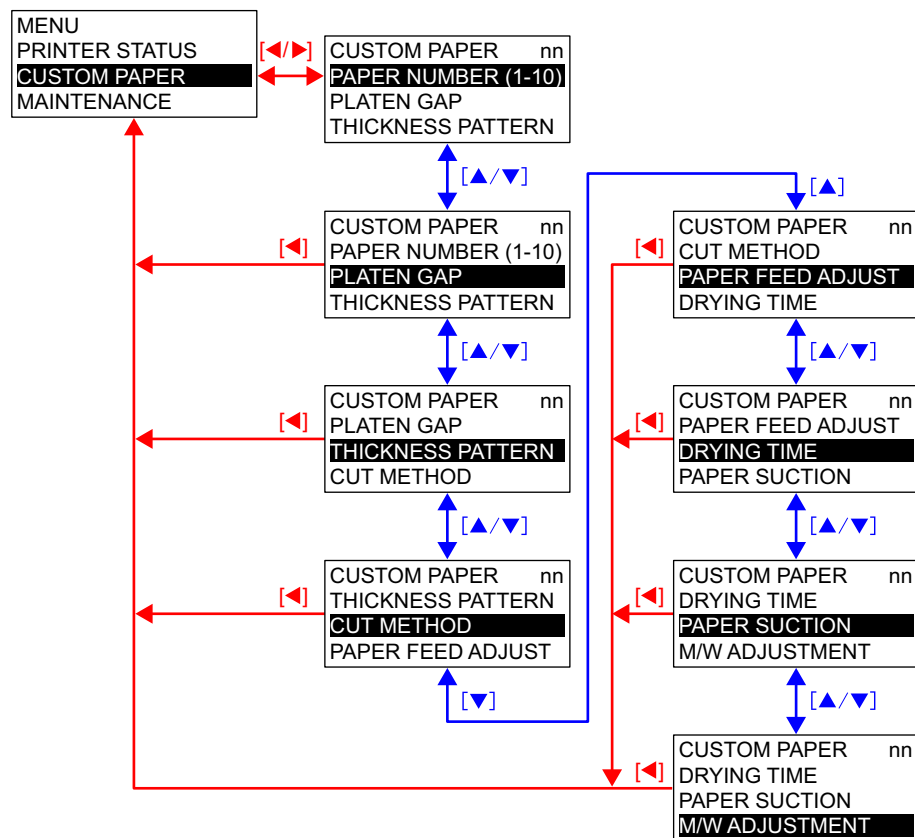 MENU
PRINTER STATUS
CUSTOM PAPER
MAINTENANCE
[◀/▶]
CUSTOM PAPER nn
PAPER NUMBER (1-10)
PLATEN GAP
THICKNESS PATTERN
[▲/▼]
[◀]
CUSTOM PAPER nn
PAPER NUMBER (1-10)
PLATEN GAP
THICKNESS PATTERN
[▲/▼]
[◀]
CUSTOM PAPER nn
PLATEN GAP
THICKNESS PATTERN
CUT METHOD
[▲/▼]
[◀]
CUSTOM PAPER nn
THICKNESS PATTERN
CUT METHOD
PAPER FEED ADJUST
[▼]
[▲]
[◀]
CUSTOM PAPER nn
CUT METHOD
PAPER FEED ADJUST
DRYING TIME
[▲/▼]
[◀]
CUSTOM PAPER nn
PAPER FEED ADJUST
DRYING TIME
PAPER SUCTION
[▲/▼]
[◀]
CUSTOM PAPER nn
DRYING TIME
PAPER SUCTION
M/W ADJUSTMENT
[▲/▼]
[◀]
CUSTOM PAPER nn
DRYING TIME
PAPER SUCTION
M/W ADJUSTMENT